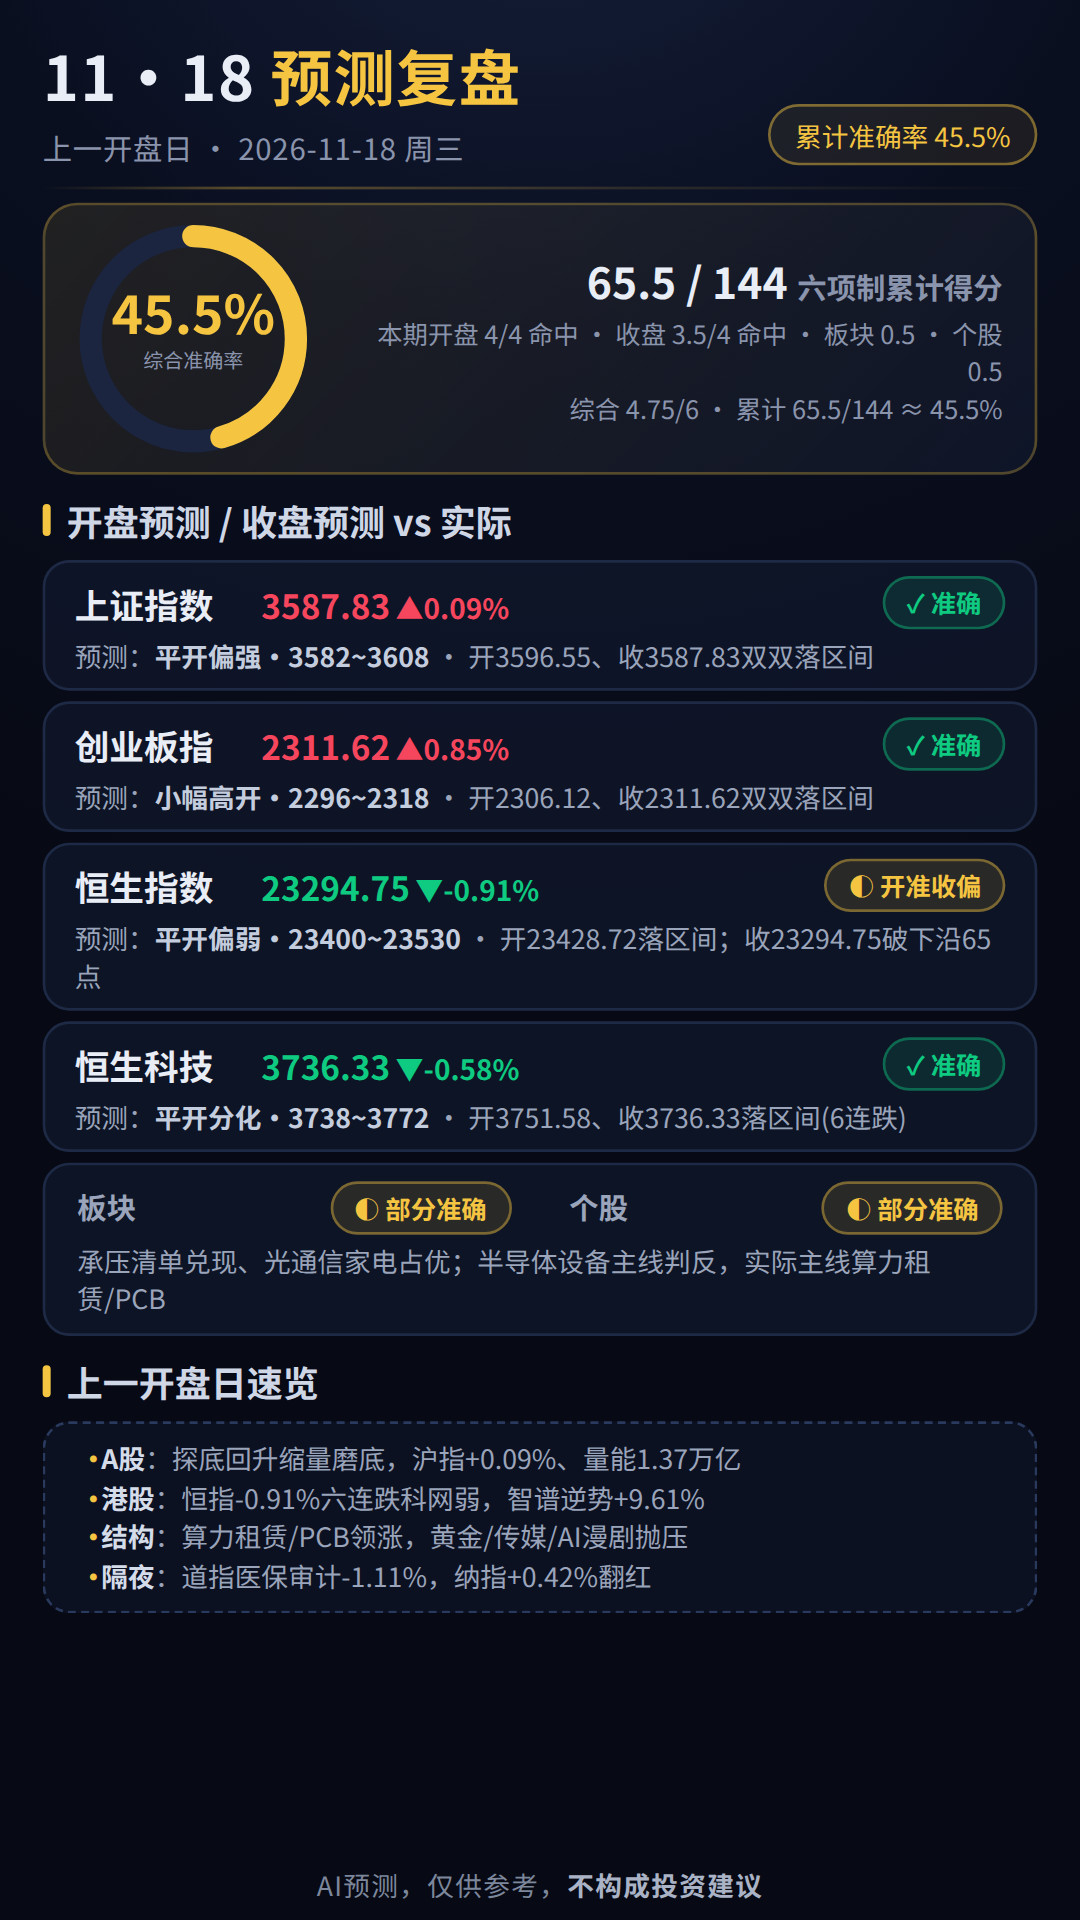 11·18 预测复盘
上一开盘日 · 2026-11-18 周三
累计准确率 45.5%
45.5%
综合准确率
65.5 / 144 六项制累计得分
本期开盘 4/4 命中 · 收盘 3.5/4 命中 · 板块 0.5 · 个股
0.5
综合 4.75/6 · 累计 65.5/144 ≈ 45.5%
开盘预测 / 收盘预测 vs 实际
上证指数 3587.83 ▲0.09%
✓ 准确
预测：平开偏强·3582~3608 · 开3596.55、收3587.83双双落区间
创业板指 2311.62 ▲0.85%
✓ 准确
预测：小幅高开·2296~2318 · 开2306.12、收2311.62双双落区间
恒生指数 23294.75 ▼-0.91%
◐ 开准收偏
预测：平开偏弱·23400~23530 · 开23428.72落区间；收23294.75破下沿65
点
恒生科技 3736.33 ▼-0.58%
✓ 准确
预测：平开分化·3738~3772 · 开3751.58、收3736.33落区间(6连跌)
板块 ◐ 部分准确 个股 ◐ 部分准确
承压清单兑现、光通信家电占优；半导体设备主线判反，实际主线算力租
赁/PCB
上一开盘日速览
•A股：探底回升缩量磨底，沪指+0.09%、量能1.37万亿
•港股：恒指-0.91%六连跌科网弱，智谱逆势+9.61%
•结构：算力租赁/PCB领涨，黄金/传媒/AI漫剧抛压
•隔夜：道指医保审计-1.11%，纳指+0.42%翻红
AI预测，仅供参考，不构成投资建议